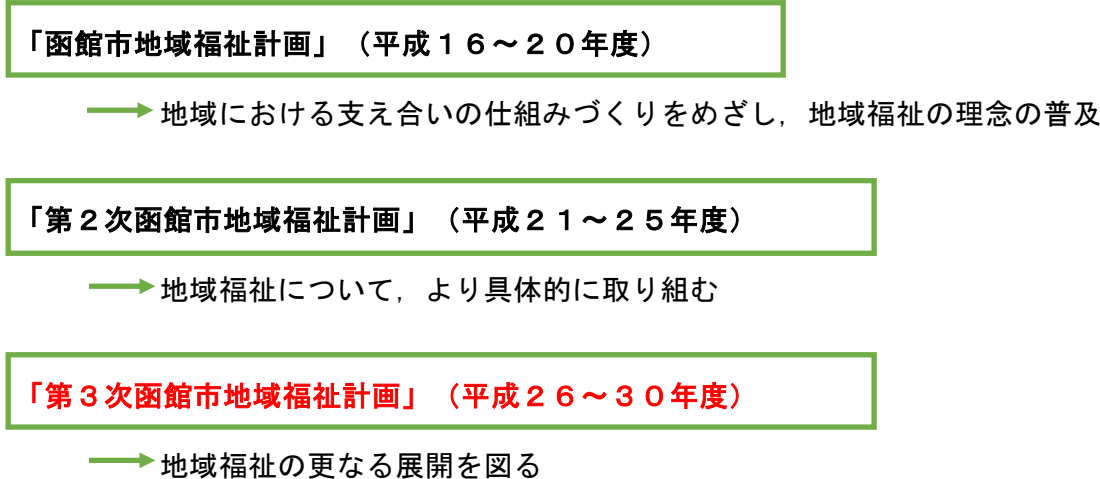 「函館市地域福祉計画」（平成１６～２０年度）
地域における支え合いの仕組みづくりをめざし，地域福祉の理念の普及
「第２次函館市地域福祉計画」（平成２１～２５年度）
地域福祉について，より具体的に取り組む
「第３次函館市地域福祉計画」（平成２６～３０年度）
地域福祉の更なる展開を図る